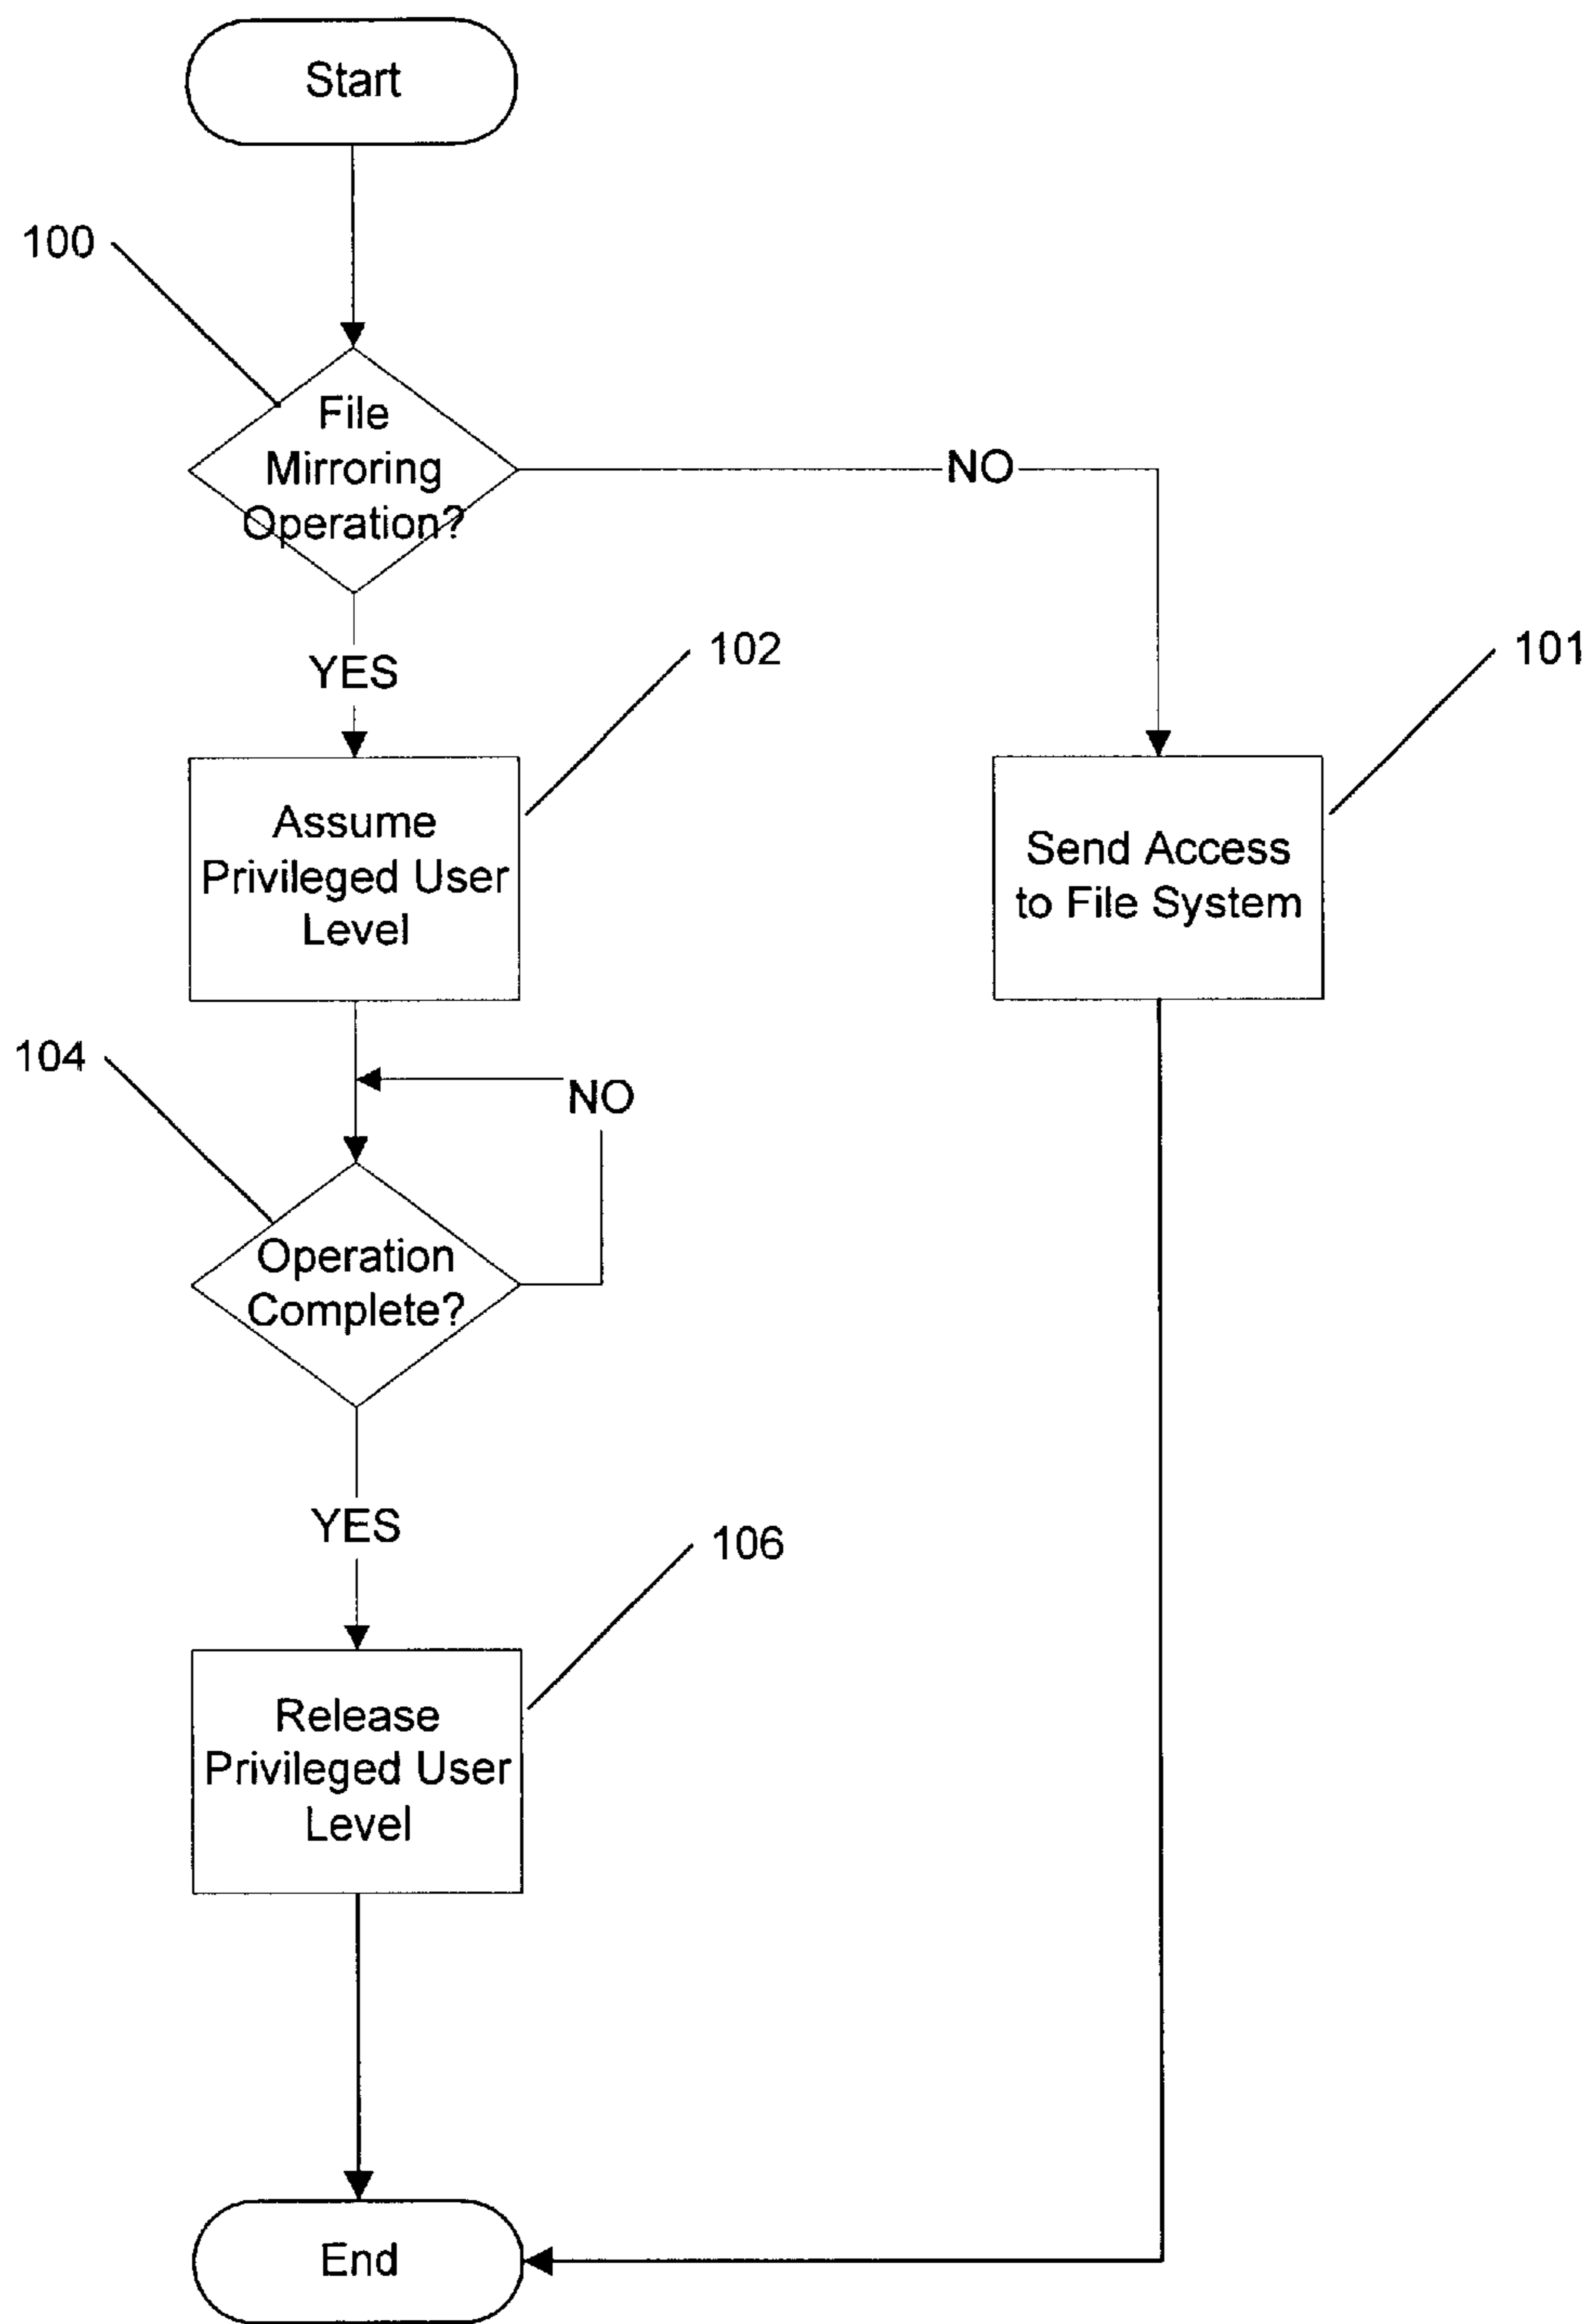 Start
100
File
Mirroring
Operation?
NO
YES
102
101
Assume
Privileged User
Level
Send Access
to File System
104
NO
Operation
Complete?
YES
106
Release
Privileged User
Level
End